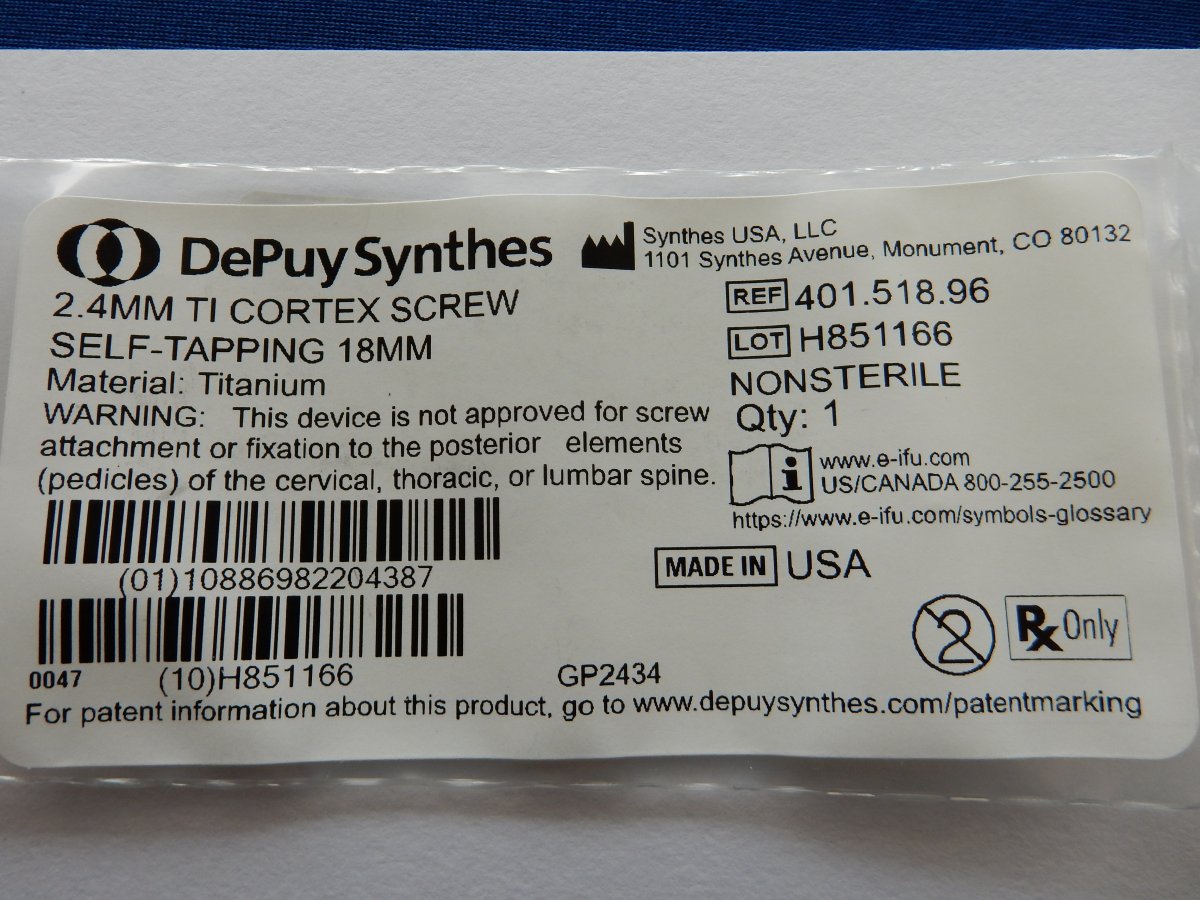 DePuy Synthes
Synthes USA, LLC
1101 Synthes Avenue, Monument, CO 80132
2.4MM TI CORTEX SCREW
SELF-TAPPING 18MM
Material: Titanium
WARNING: This device is not approved for screw
attachment or fixation to the posterior elements
(pedicles) of the cervical, thoracic, or lumbar spine.
REF 401.518.96
LOT H851166
NONSTERILE
Qty: 1
i
www.e-ifu.com
US/CANADA 800-255-2500
https://www.e-ifu.com/symbols-glossary
(01)10886982204387
MADE IN USA
2
Rx Only
0047 (10)H851166 GP2434
For patent information about this product, go to www.depuysynthes.com/patentmarking